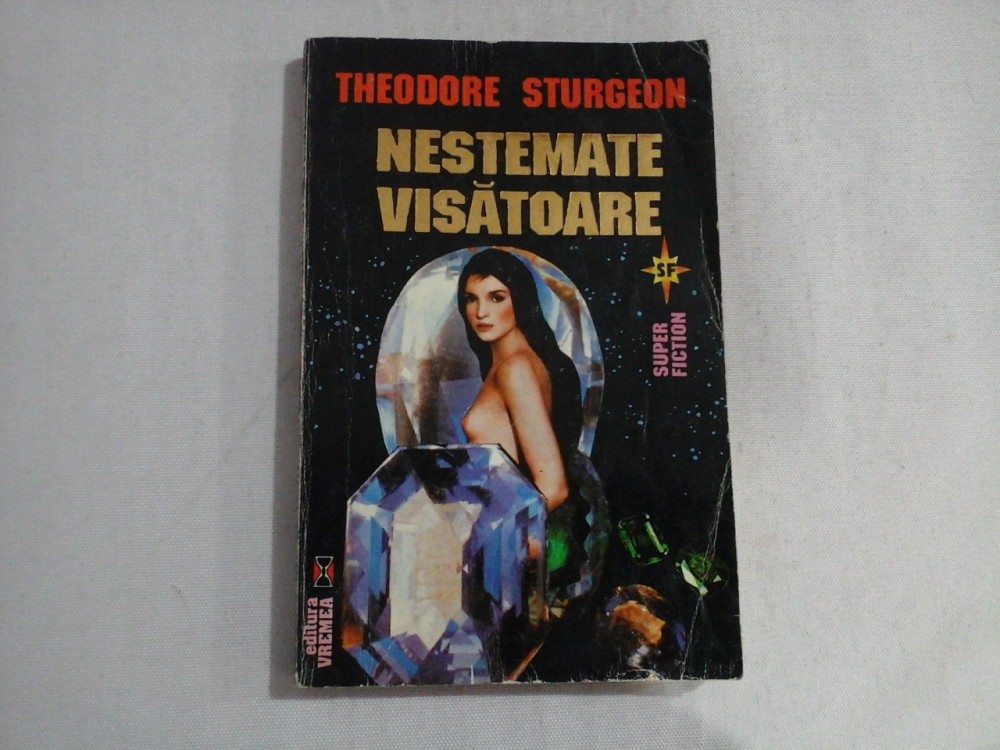 THEODORE STURGEON
NESTEMATE
VISĂTOARE
SF
SUPER
FICTION
editura
VREMEA